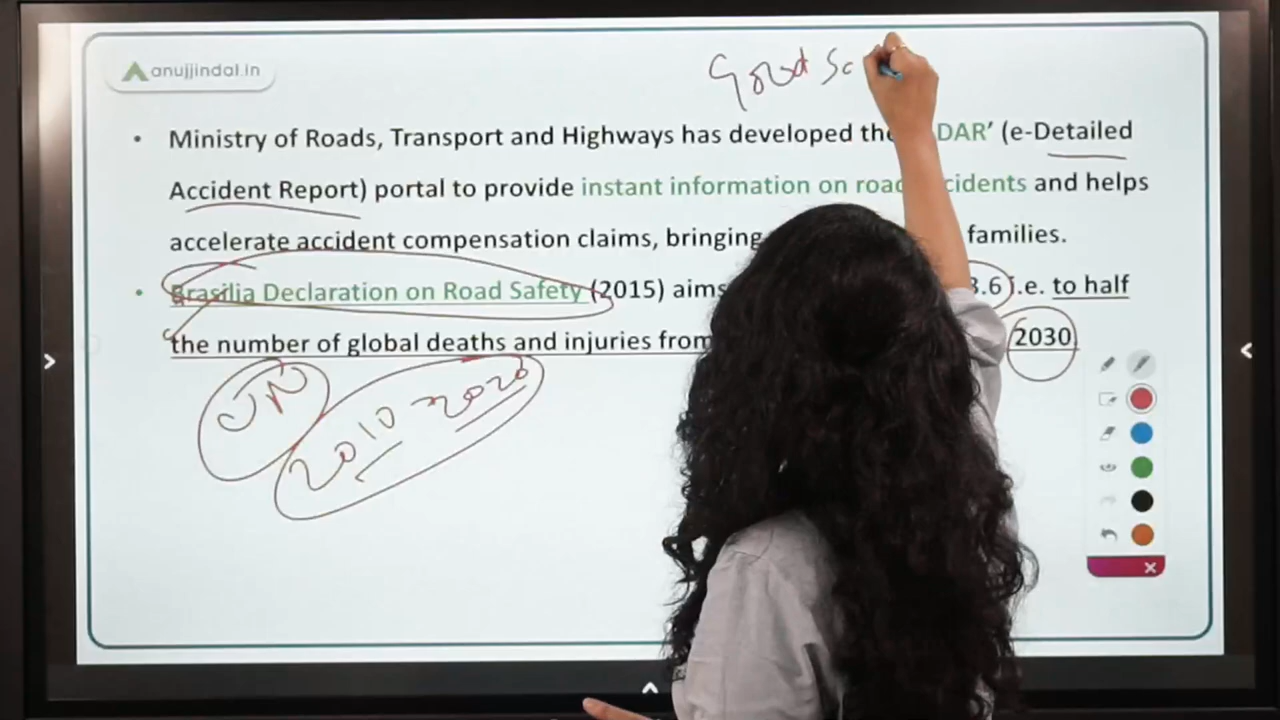 anujjindal.in
Good Sa
• Ministry of Roads, Transport and Highways has developed the DAR’ (e-Detailed
Accident Report) portal to provide instant information on road cidents and helps
accelerate accident compensation claims, bringing families.
• Brasilia Declaration on Road Safety (2015) aims 3.6 i.e. to half
the number of global deaths and injuries from 2030
UN
2010 2020